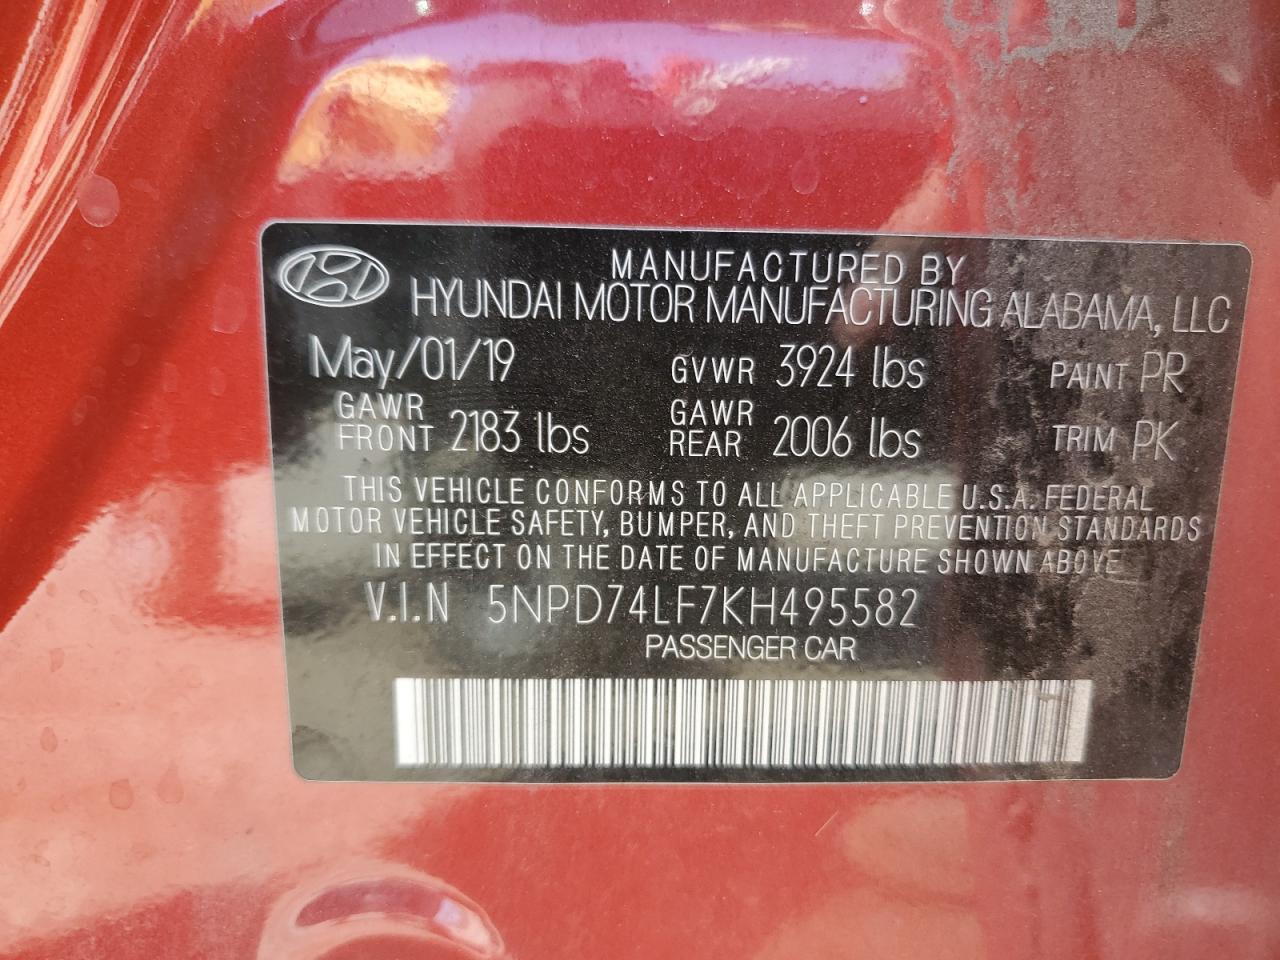 MANUFACTURED BY
HYUNDAI MOTOR MANUFACTURING ALABAMA, LLC
May/01/19 GVWR 3924 lbs PAINT PR
GAWR FRONT 2183 lbs GAWR REAR 2006 lbs TRIM PK
THIS VEHICLE CONFORMS TO ALL APPLICABLE U.S.A. FEDERAL
MOTOR VEHICLE SAFETY, BUMPER, AND THEFT PREVENTION STANDARDS
IN EFFECT ON THE DATE OF MANUFACTURE SHOWN ABOVE
V.I.N 5NPD74LF7KH495582
PASSENGER CAR